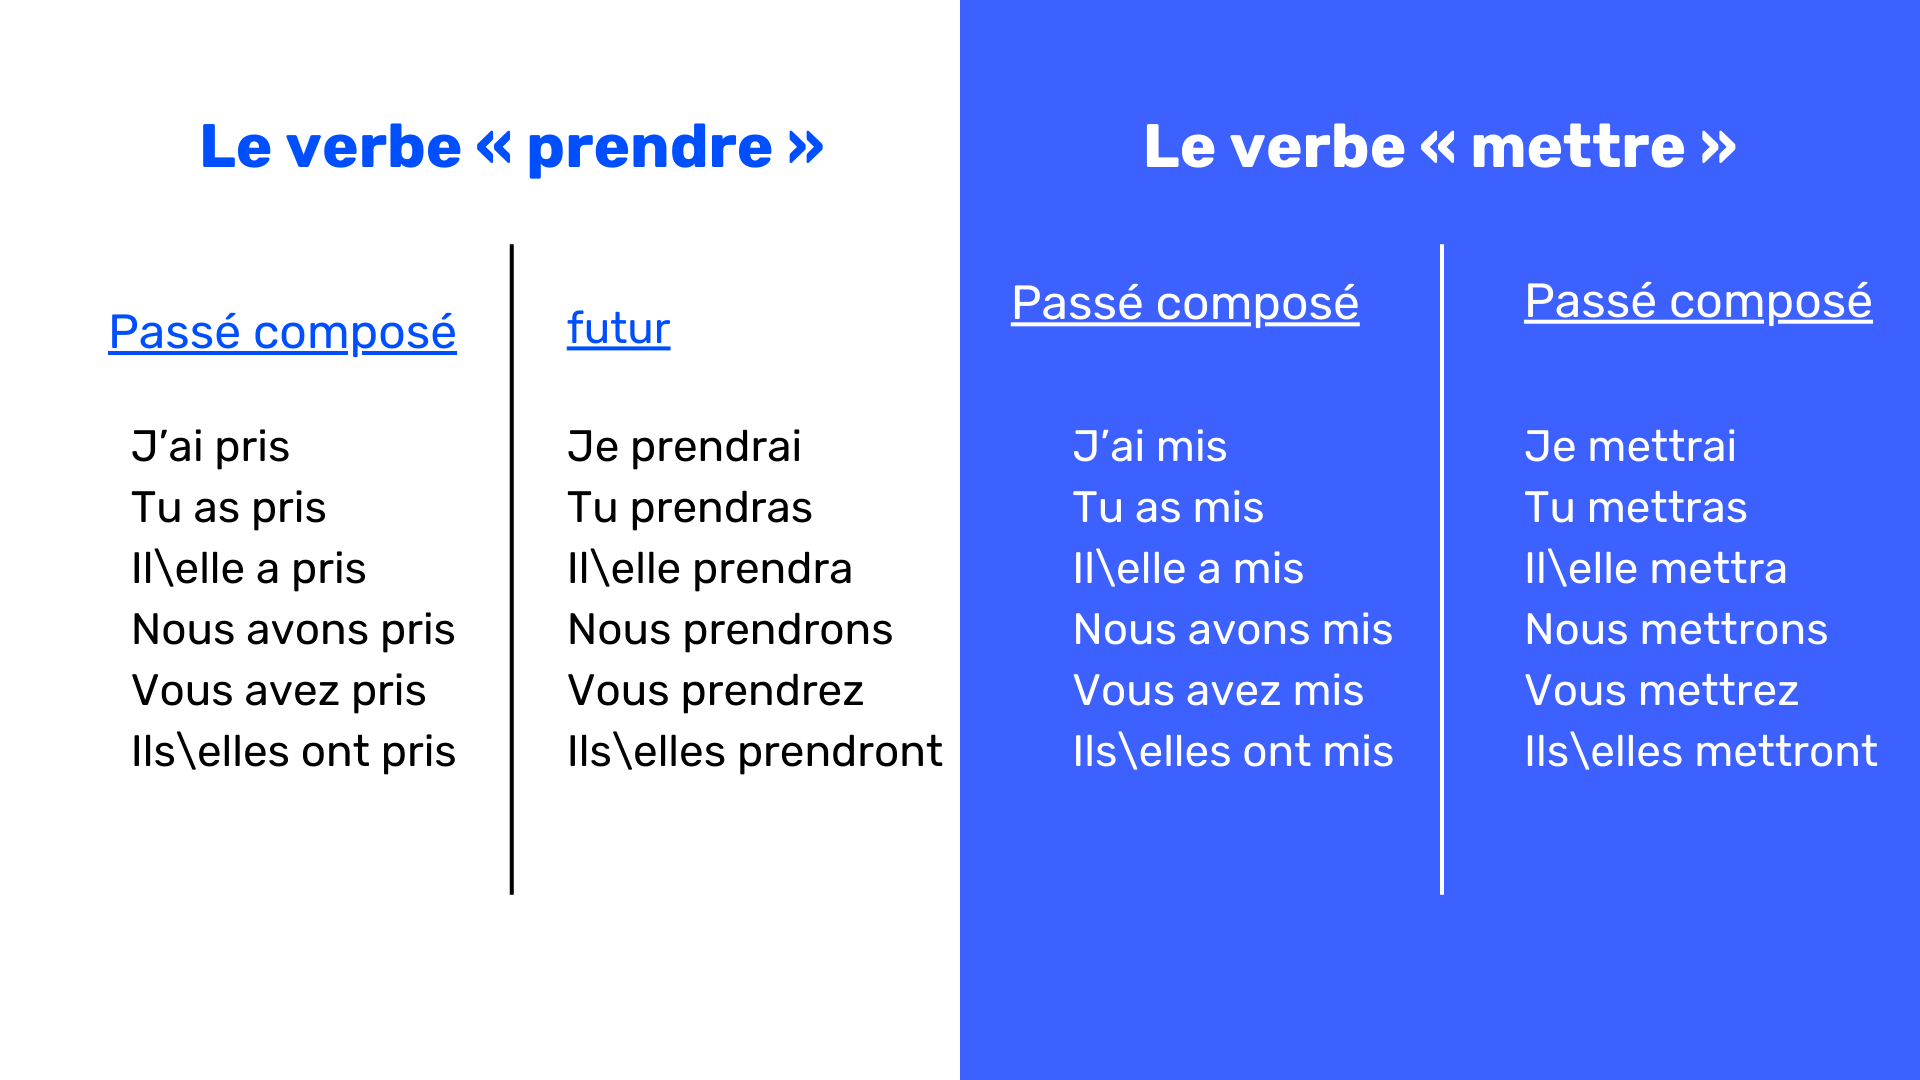 Le verbe « prendre »
Passé composé
J’ai pris
Tu as pris
Il\elle a pris
Nous avons pris
Vous avez pris
Ils\elles ont pris
futur
Je prendrai
Tu prendras
Il\elle prendra
Nous prendrons
Vous prendrez
Ils\elles prendront
Le verbe « mettre »
Passé composé
J’ai mis
Tu as mis
Il\elle a mis
Nous avons mis
Vous avez mis
Ils\elles ont mis
Passé composé
Je mettrai
Tu mettras
Il\elle mettra
Nous mettrons
Vous mettrez
Ils\elles mettront